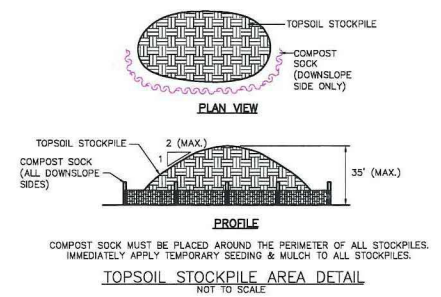 TOPSOIL STOCKPILE
COMPOST
SOCK
(DOWNSLOPE
SIDE ONLY)
PLAN VIEW
TOPSOIL STOCKPILE
2 (MAX.)
1
COMPOST SOCK
(ALL DOWNSLOPE
SIDES)
35' (MAX.)
PROFILE
COMPOST SOCK MUST BE PLACED AROUND THE PERIMETER OF ALL STOCKPILES.
IMMEDIATELY APPLY TEMPORARY SEEDING & MULCH TO ALL STOCKPILES.
TOPSOIL STOCKPILE AREA DETAIL
NOT TO SCALE